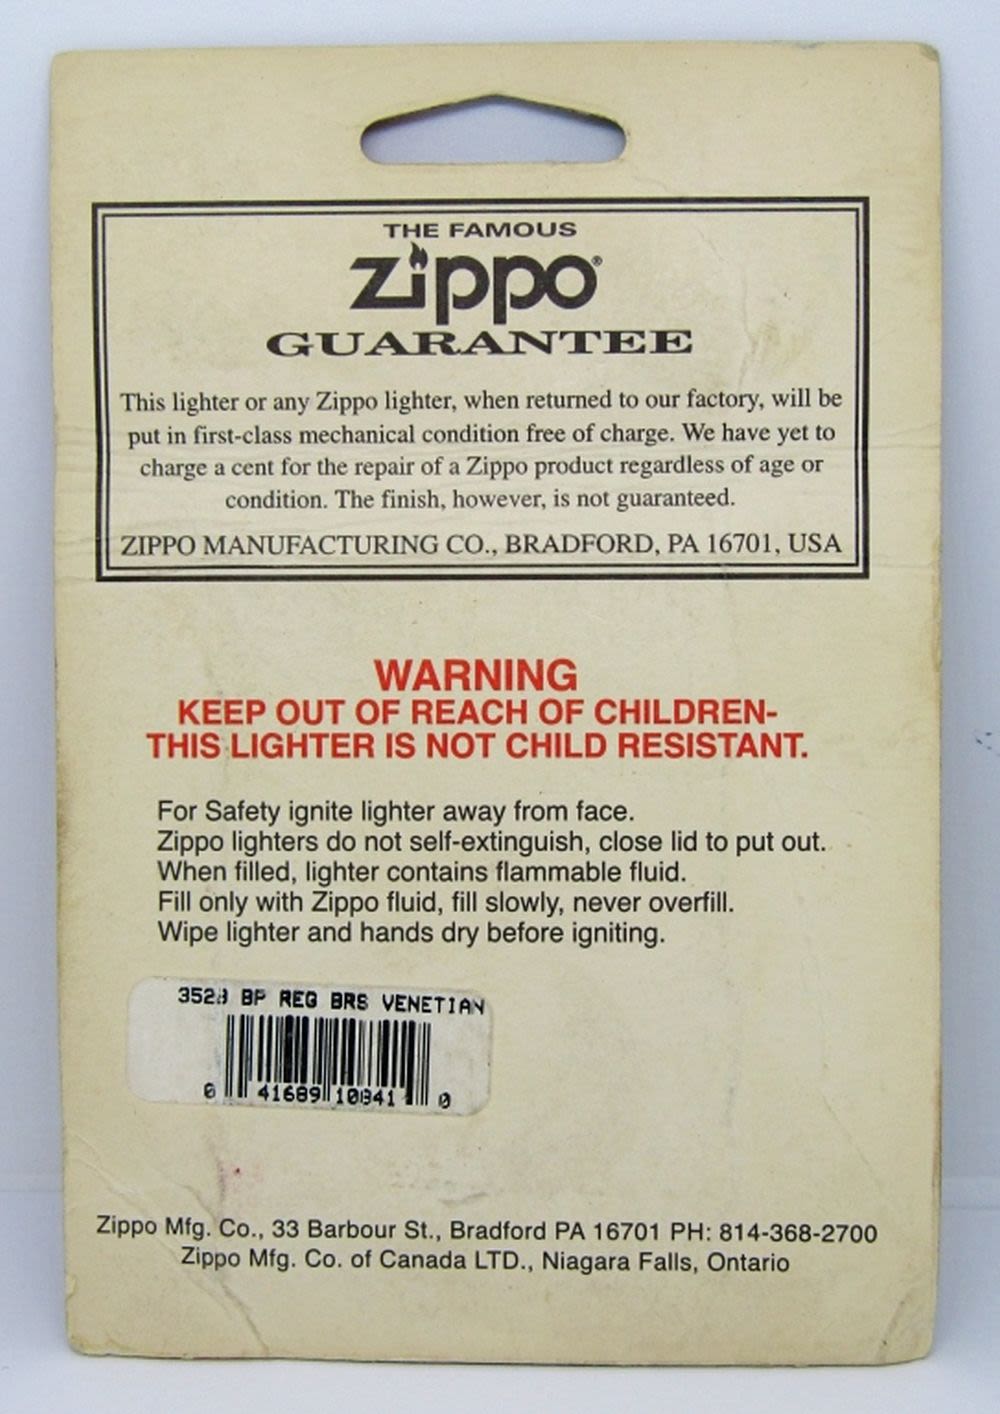 THE FAMOUS
Zippo®
GUARANTEE
This lighter or any Zippo lighter, when returned to our factory, will be
put in first-class mechanical condition free of charge. We have yet to
charge a cent for the repair of a Zippo product regardless of age or
condition. The finish, however, is not guaranteed.
ZIPPO MANUFACTURING CO., BRADFORD, PA 16701, USA
WARNING
KEEP OUT OF REACH OF CHILDREN-
THIS LIGHTER IS NOT CHILD RESISTANT.
For Safety ignite lighter away from face.
Zippo lighters do not self-extinguish, close lid to put out.
When filled, lighter contains flammable fluid.
Fill only with Zippo fluid, fill slowly, never overfill.
Wipe lighter and hands dry before igniting.
BP REG BRS VENETIAN
0 41689 0
Zippo Mfg. Co., 33 Barbour St., Bradford PA 16701 PH: 814-368-2700
Zippo Mfg. Co. of Canada LTD., Niagara Falls, Ontario